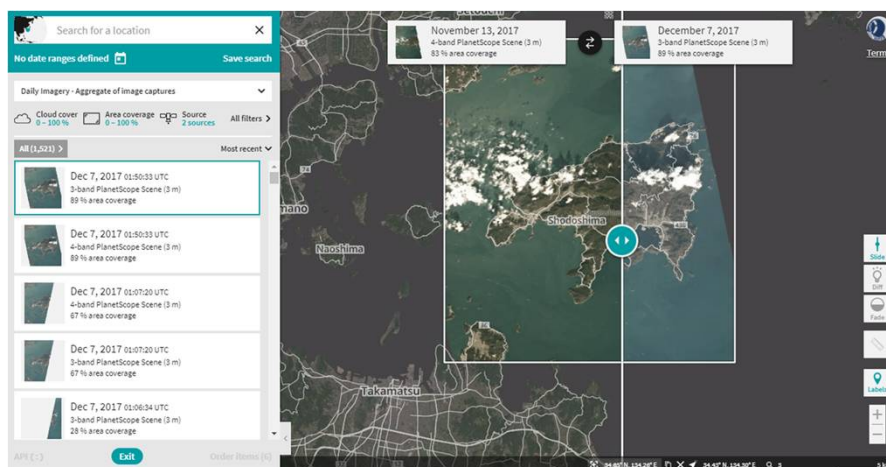 Search for a location
No date ranges defined
Save search
Daily Imagery - Aggregate of image captures
Cloud cover
0 – 100 %
Area coverage
0 – 100 %
Source
2 sources
All filters
All (1,521)
Most recent
Dec 7, 2017 01:50:33 UTC
3-band PlanetScope Scene (3 m)
89 % area coverage
Dec 7, 2017 01:50:33 UTC
4-band PlanetScope Scene (3 m)
89 % area coverage
Dec 7, 2017 01:07:20 UTC
4-band PlanetScope Scene (3 m)
67 % area coverage
Dec 7, 2017 01:07:20 UTC
3-band PlanetScope Scene (3 m)
67 % area coverage
Dec 7, 2017 01:06:34 UTC
3-band PlanetScope Scene (3 m)
28 % area coverage
Exit
Order items (6)
November 13, 2017
4-band PlanetScope Scene (3 m)
83 % area coverage
December 7, 2017
3-band PlanetScope Scene (3 m)
89 % area coverage
Term
Shodoshima
Naoshima
mano
Takamatsu
Slide
Diff
Fade
Labels